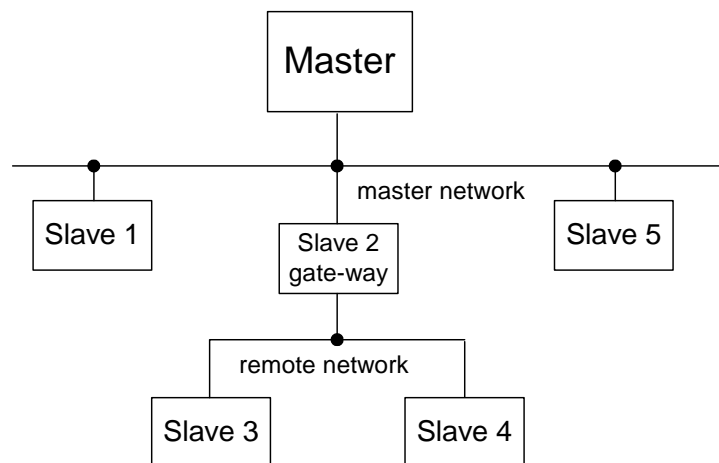 Master
master network
Slave 1
Slave 2
gate-way
Slave 5
remote network
Slave 3
Slave 4